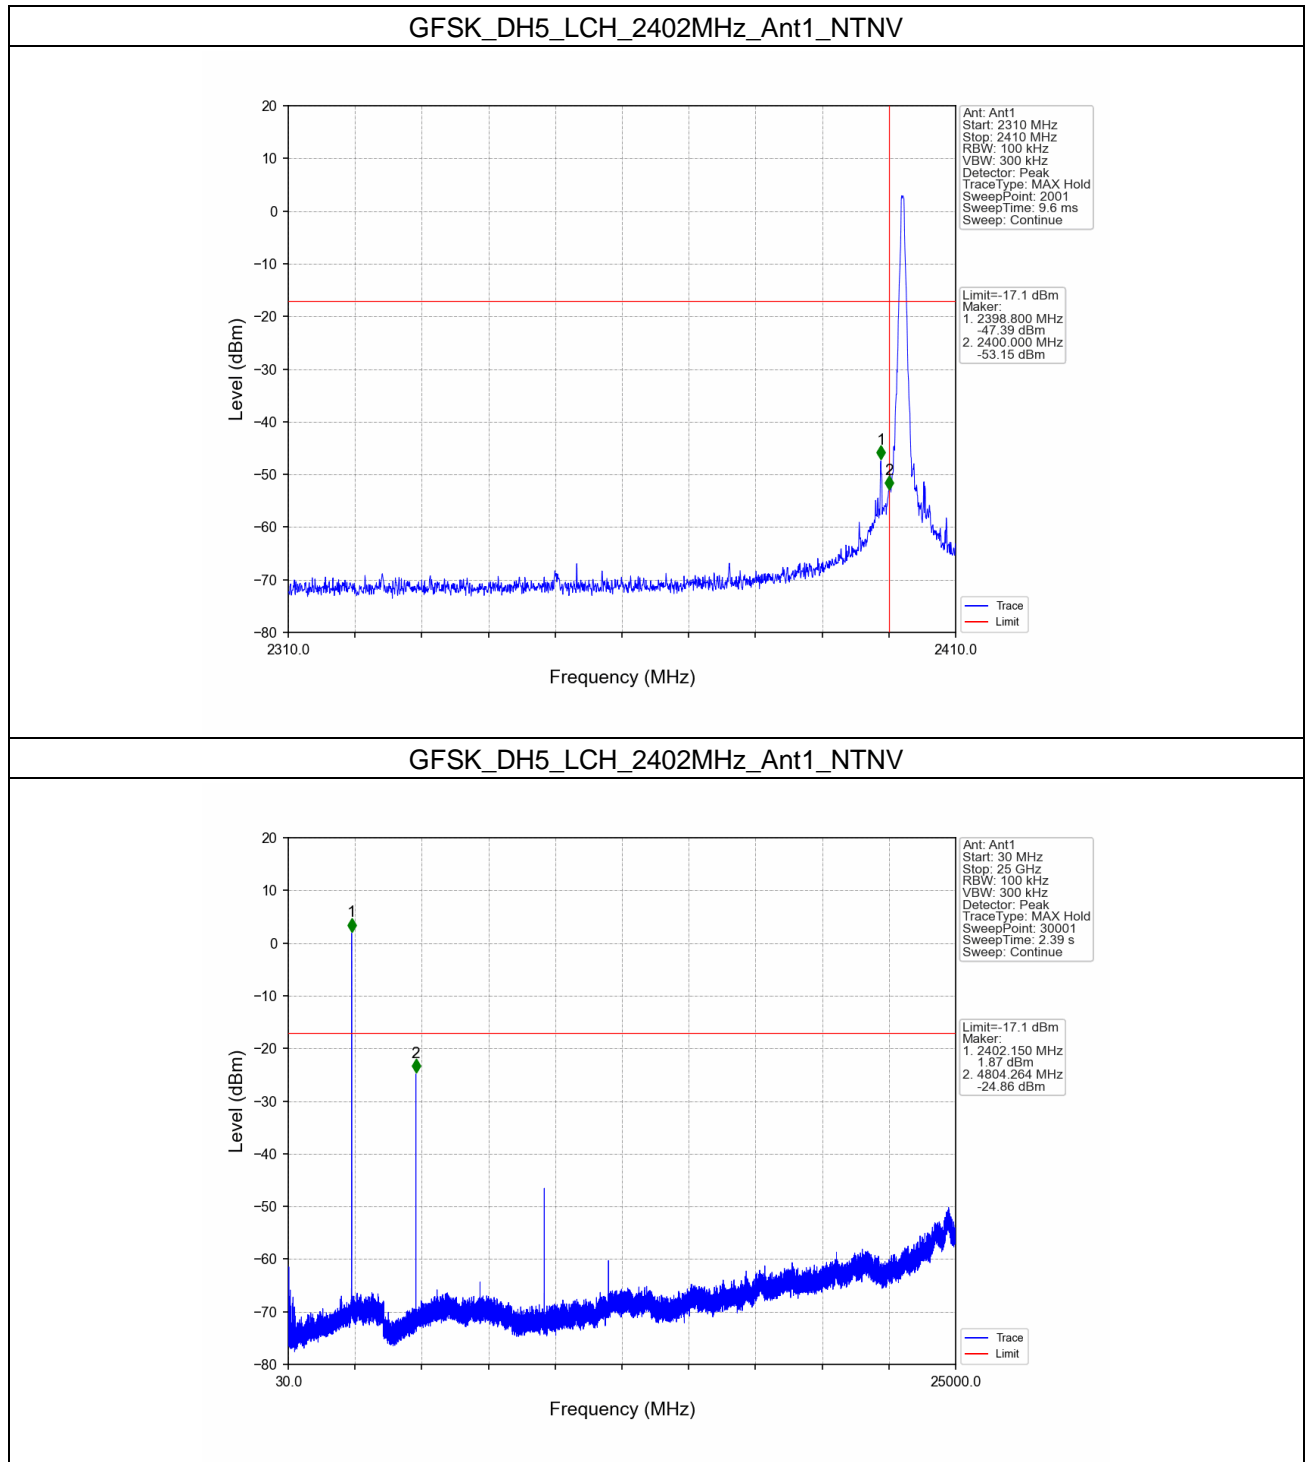 GFSK_DH5_LCH_2402MHz_Ant1_NTNV
20
10
0
−10
−20
−30
−40
−50
−60
−70
−80
Level (dBm)
1
2
2310.0
2410.0
Frequency (MHz)
Ant: Ant1
Start: 2310 MHz
Stop: 2410 MHz
RBW: 100 kHz
VBW: 300 kHz
Detector: Peak
TraceType: MAX Hold
SweepPoint: 2001
SweepTime: 9.6 ms
Sweep: Continue
Limit=-17.1 dBm
Maker:
1. 2398.800 MHz
-47.39 dBm
2. 2400.000 MHz
-53.15 dBm
Trace
Limit
GFSK_DH5_LCH_2402MHz_Ant1_NTNV
20
10
0
−10
−20
−30
−40
−50
−60
−70
−80
Level (dBm)
1
2
30.0
25000.0
Frequency (MHz)
Ant: Ant1
Start: 30 MHz
Stop: 25 GHz
RBW: 100 kHz
VBW: 300 kHz
Detector: Peak
TraceType: MAX Hold
SweepPoint: 30001
SweepTime: 2.39 s
Sweep: Continue
Limit=-17.1 dBm
Maker:
1. 2402.150 MHz
1.87 dBm
2. 4804.264 MHz
-24.86 dBm
Trace
Limit